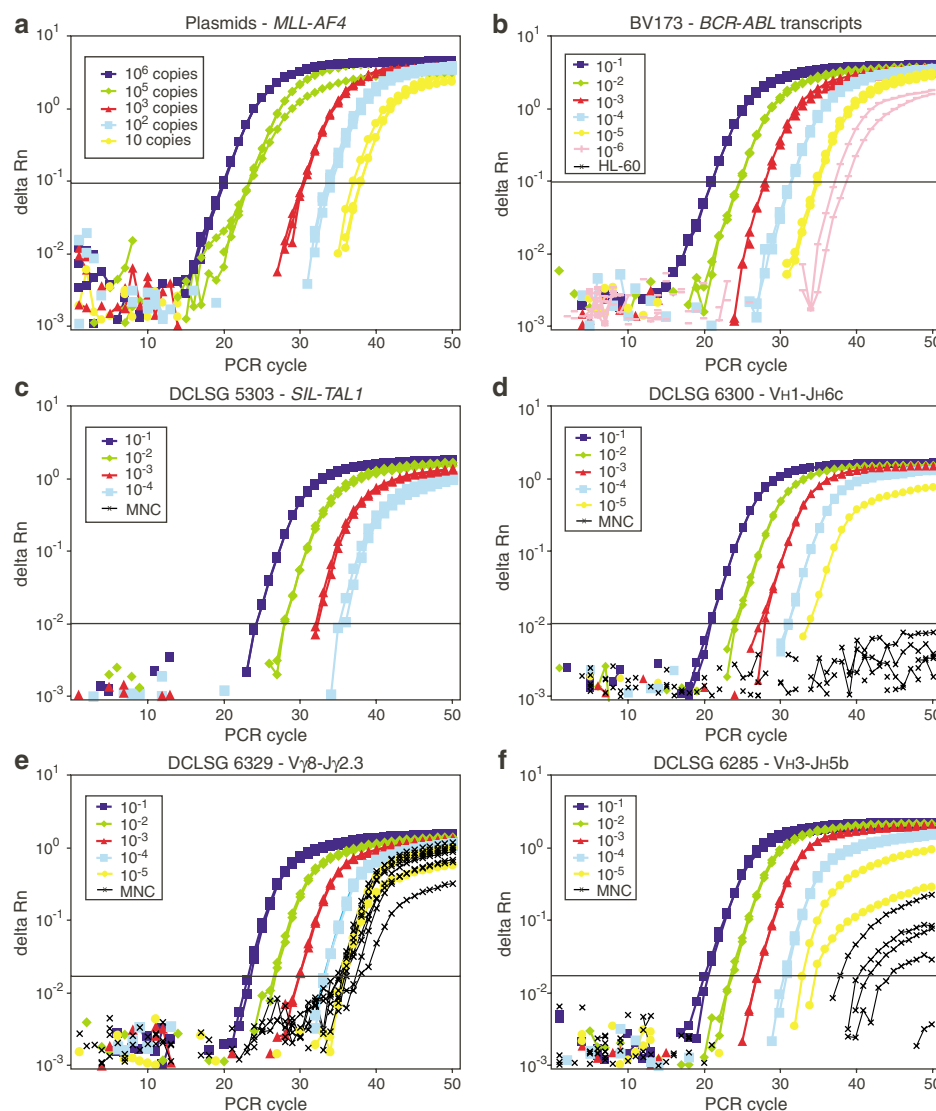 a Plasmids - MLL-AF4
10^1
10^0
10^-1
10^-2
10^-3
delta Rn
10^6 copies
10^5 copies
10^3 copies
10^2 copies
10 copies
10 20 30 40 50
PCR cycle
b BV173 - BCR-ABL transcripts
10^1
10^0
10^-1
10^-2
10^-3
delta Rn
10^-1
10^-2
10^-3
10^-4
10^-5
10^-6
HL-60
10 20 30 40 50
PCR cycle
c DCLSG 5303 - SIL-TAL1
10^1
10^0
10^-1
10^-2
10^-3
delta Rn
10^-1
10^-2
10^-3
10^-4
MNC
10 20 30 40 50
PCR cycle
d DCLSG 6300 - VH1-JH6c
10^1
10^0
10^-1
10^-2
10^-3
delta Rn
10^-1
10^-2
10^-3
10^-4
10^-5
MNC
10 20 30 40 50
PCR cycle
e DCLSG 6329 - Vγ8-Jγ2.3
10^1
10^0
10^-1
10^-2
10^-3
delta Rn
10^-1
10^-2
10^-3
10^-4
10^-5
MNC
10 20 30 40 50
PCR cycle
f DCLSG 6285 - VH3-JH5b
10^1
10^0
10^-1
10^-2
10^-3
delta Rn
10^-1
10^-2
10^-3
10^-4
10^-5
MNC
10 20 30 40 50
PCR cycle